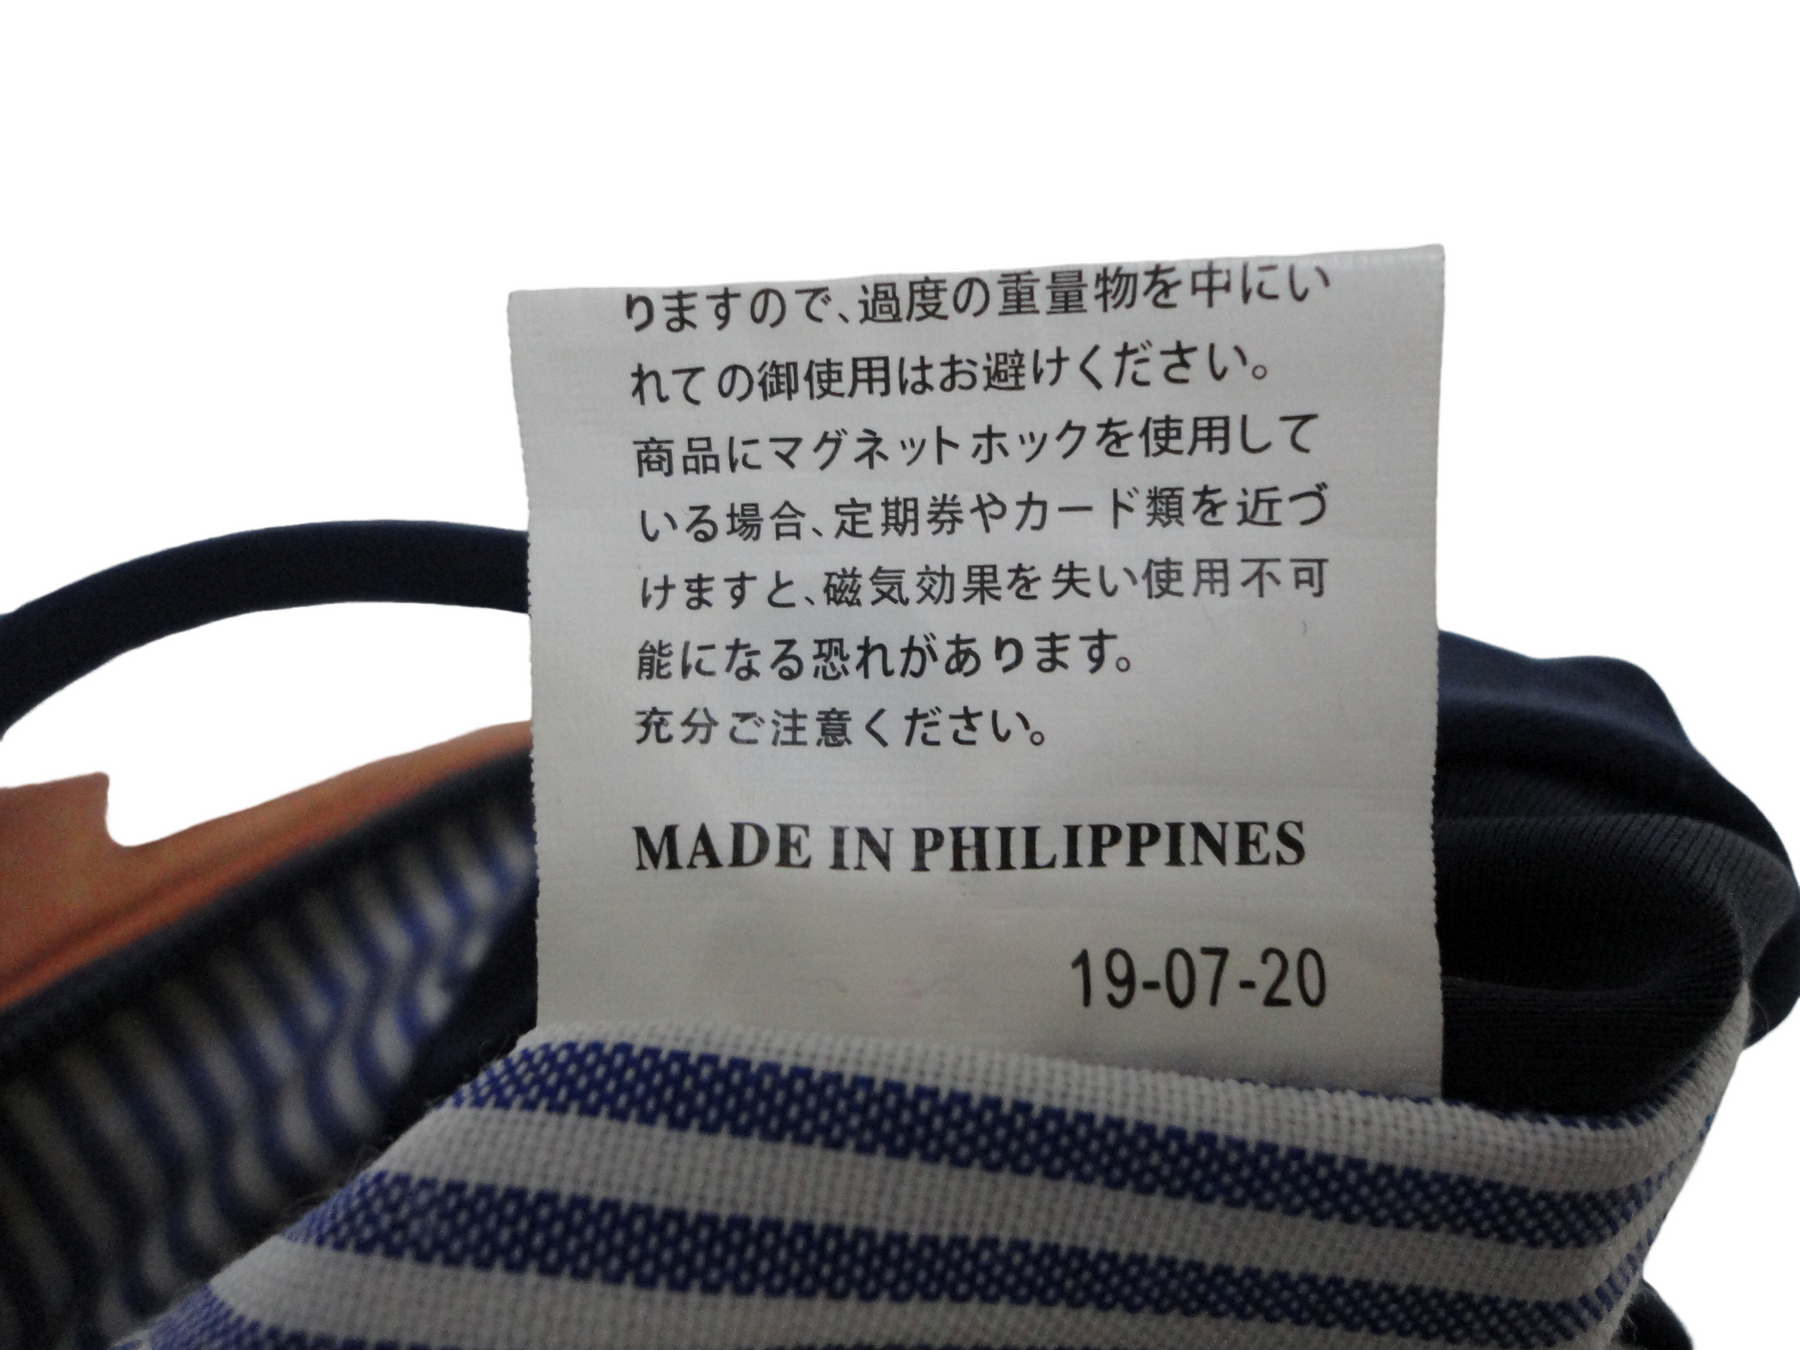 りますので、過度の重量物を中にい
れての御使用はお避けください。
商品にマグネットホックを使用して
いる場合、定期券やカード類を近づ
けますと、磁気効果を失い使用不可
能になる恐れがあります。
充分ご注意ください。
MADE IN PHILIPPINES
19-07-20